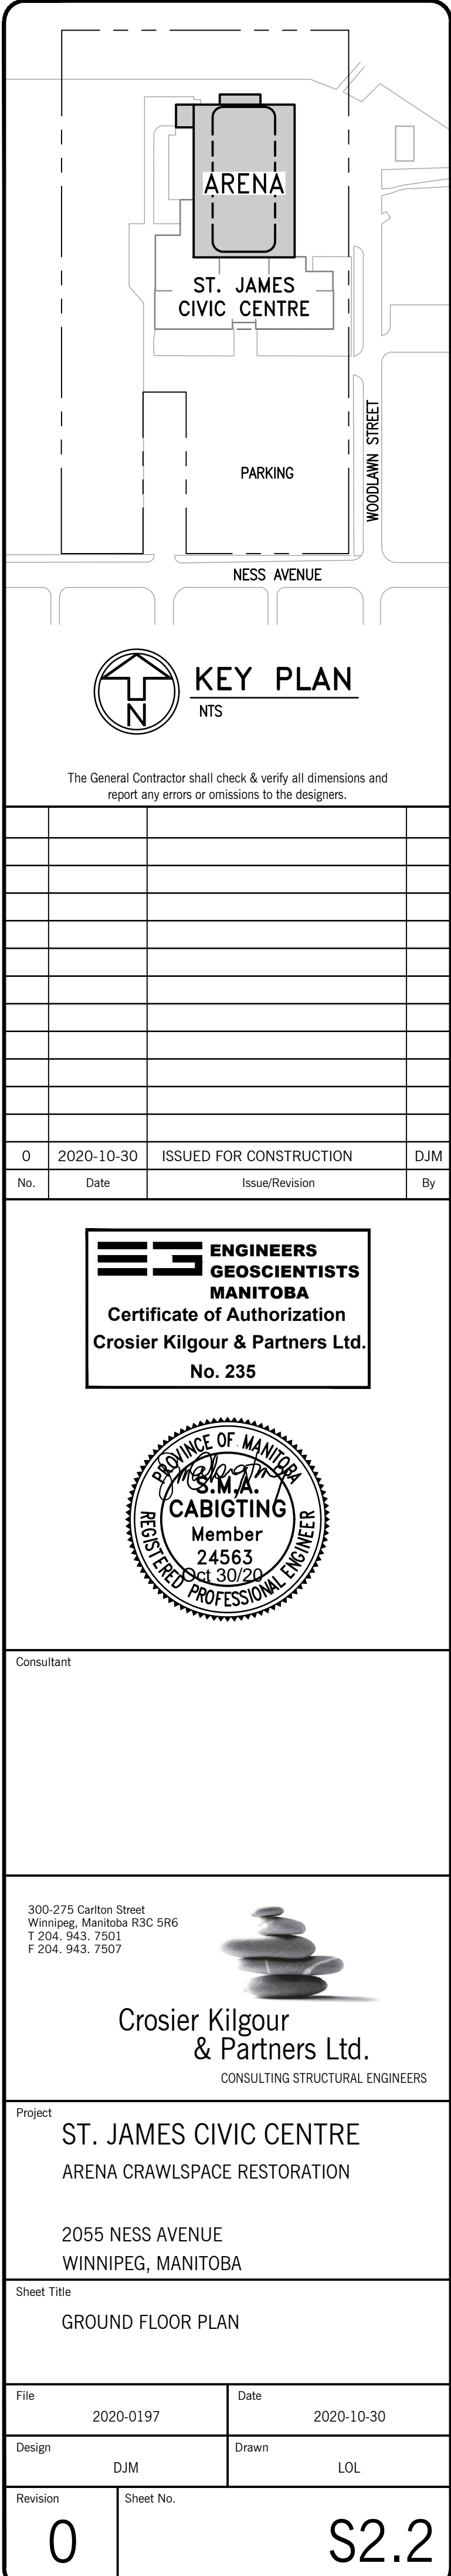 ARENA
ST. JAMES
CIVIC CENTRE
WOODLAWN STREET
PARKING
NESS AVENUE
N
KEY PLAN
NTS
The General Contractor shall check & verify all dimensions and
report any errors or omissions to the designers.
0 2020-10-30 ISSUED FOR CONSTRUCTION DJM
No. Date Issue/Revision By
ENGINEERS
GEOSCIENTISTS
MANITOBA
Certificate of Authorization
Crosier Kilgour & Partners Ltd.
No. 235
PROVINCE OF MANITOBA
S.M.A.
CABIGTING
Member
24563
Oct 30/20
REGISTERED PROFESSIONAL ENGINEER
Consultant
300-275 Carlton Street
Winnipeg, Manitoba R3C 5R6
T 204. 943. 7501
F 204. 943. 7507
Crosier Kilgour
& Partners Ltd.
CONSULTING STRUCTURAL ENGINEERS
Project
ST. JAMES CIVIC CENTRE
ARENA CRAWLSPACE RESTORATION
2055 NESS AVENUE
WINNIPEG, MANITOBA
Sheet Title
GROUND FLOOR PLAN
File Date
2020-0197 2020-10-30
Design Drawn
DJM LOL
Revision Sheet No.
0 S2.2